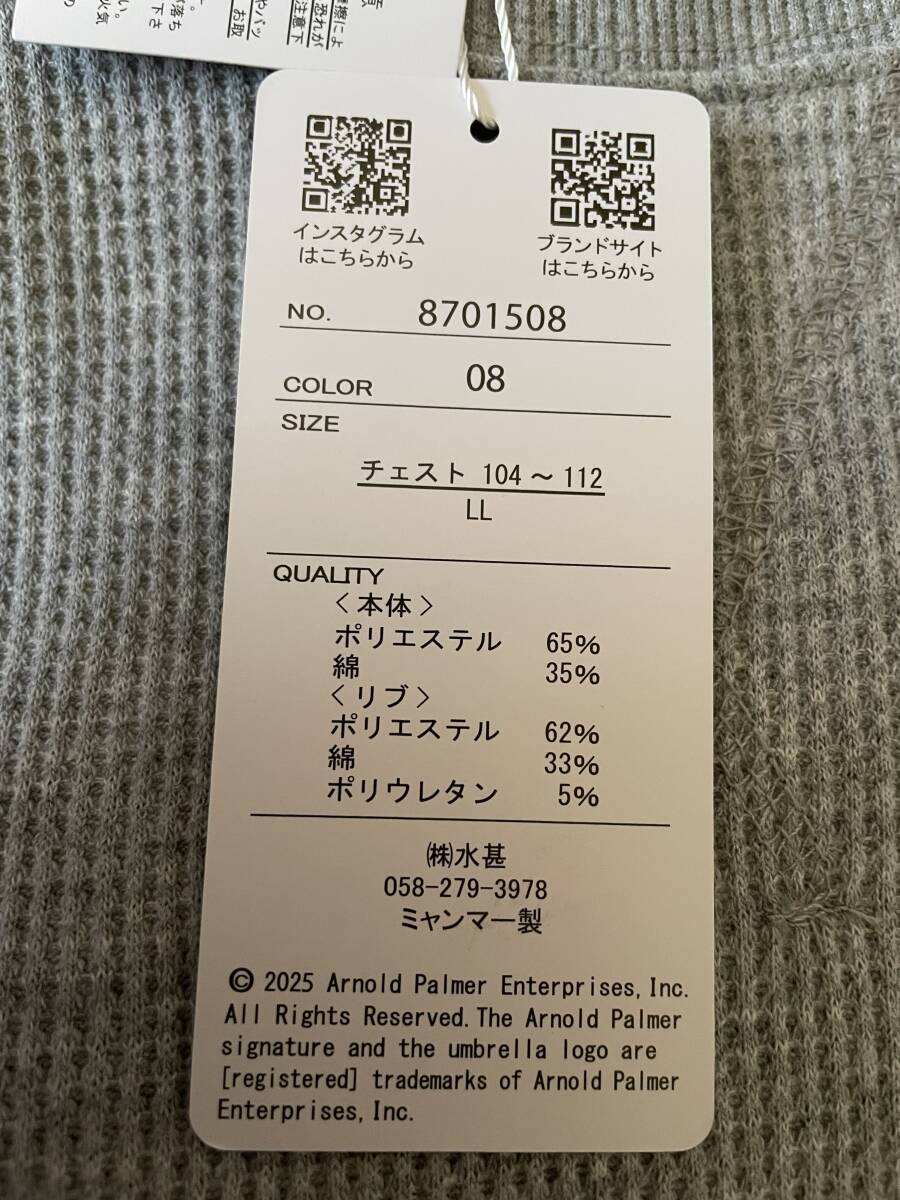 インスタグラム
はこちらから
ブランドサイト
はこちらから
NO. 8701508
COLOR 08
SIZE
チェスト 104 ～ 112
LL
QUALITY
〈 本体 〉
ポリエステル 65%
綿 35%
〈 リブ 〉
ポリエステル 62%
綿 33%
ポリウレタン 5%
㈱水甚
058-279-3978
ミャンマー製
© 2025 Arnold Palmer Enterprises, Inc.
All Rights Reserved. The Arnold Palmer
signature and the umbrella logo are
[registered] trademarks of Arnold Palmer
Enterprises, Inc.